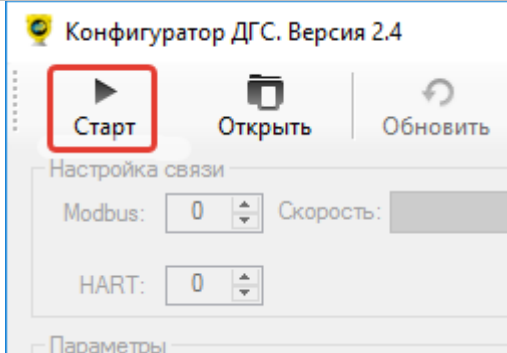 Конфигуратор ДГС. Версия 2.4
Старт Открыть Обновить
Настройка связи
Modbus: 0 Скорость:
HART: 0
Параметры